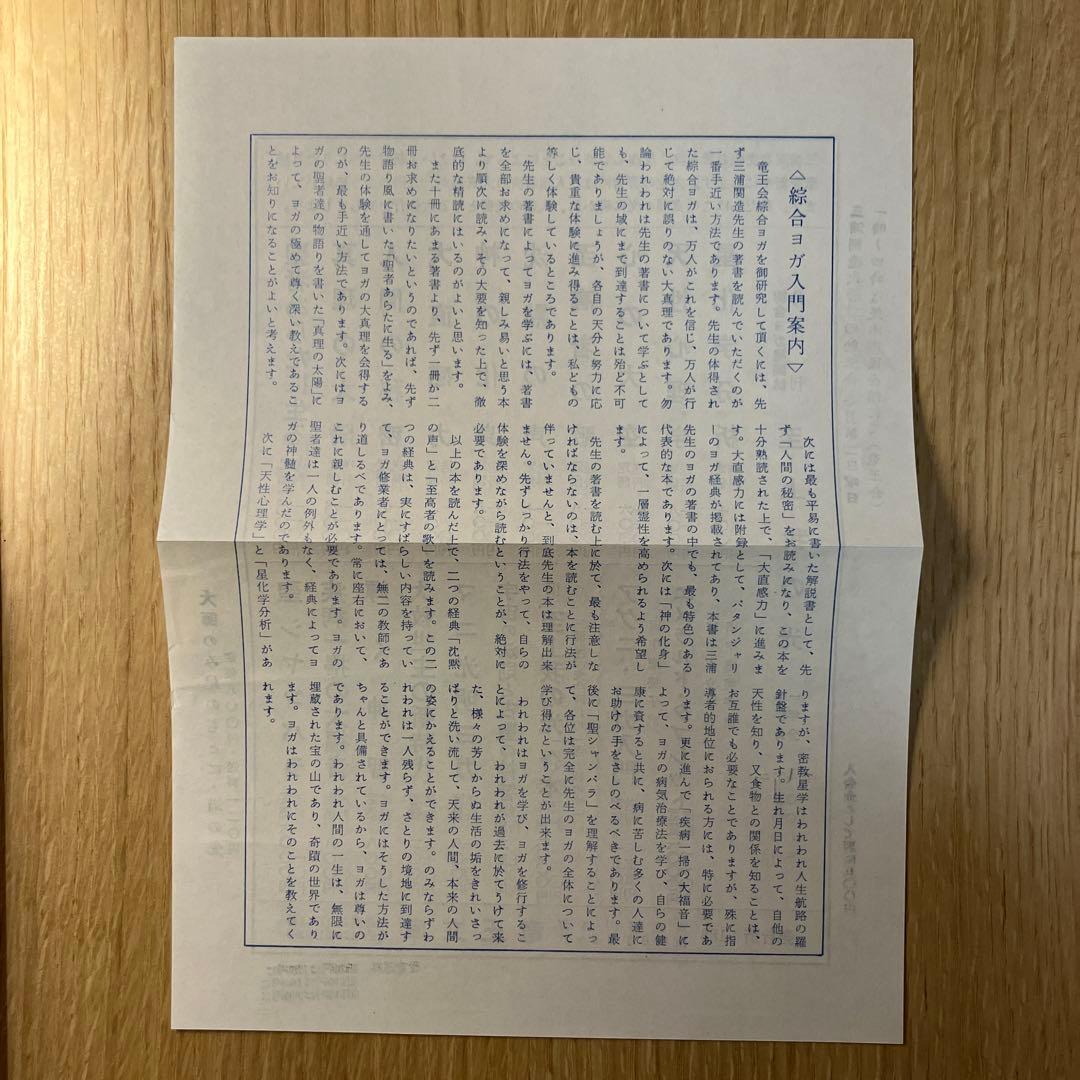 △綜合ヨガ入門案内▽
竜王会綜合ヨガを御研究して頂くには、先
ず三浦関造先生の著書を読んでいただくのが
一番手近い方法であります。先生の体得され
た綜合ヨガは、万人がこれを信じ、万人が行
じて絶対に誤りのない大真理であります。勿
論われわれは先生の著書について学ぶとして
も、先生の域にまで到達することは殆ど不可
能でありましょうが、各自の天分と努力に応
じ、貴重な体験に進み得ることは、私どもの
等しく体験しているところであります。
先生の著書によってヨガを学ぶには、著書
を全部お求めになって、親しみ易いと思う本
より順次に読み、その大要を知った上で、徹
底的な精読にはいるのがよいと思います。
また十冊にあまる著書より、先ず一冊か二
冊お求めになりたいというのであれば、先ず
物語り風に書いた「聖者あらたに生る」をよみ、
先生の体験を通してヨガの大真理を会得する
のが、最も手近い方法であります。次にはヨ
ガの聖者達の物語りを書いた「真理の太陽」に
よって、ヨガの極めて尊く深い教えであるこ
とをお知りになることがよいと考えます。
次には最も平易に書いた解説書として、先
ず「人間の秘密」をお読みになり、この本を
十分熟読された上で、「大直感力」に進みま
す。大直感力には附録として、パタンジャリ
ーのヨガ経典が掲載されてあり、本書は三浦
先生のヨガの著書の中でも、最も特色のある
代表的な本であります。次には「神の化身」
によって、一層霊性を高められるよう希望し
ます。
先生の著書を読む上に於て、最も注意しな
ければならないのは、本を読むことに行法が
伴っていませんと、到底先生の本は理解出来
ません。先ずしっかり行法をやって、自らの
体験を深めながら読むということが、絶対に
必要であります。
以上の本を読んだ上で、二つの経典「沈黙
の声」と「至高者の歌」を読みます。この二
つの経典は、実にすばらしい内容を持ってい
て、ヨガ修業者にとっては、無二の教師であ
り道しるべであります。常に座右において、
これに親しむことが必要であります。ヨガの
聖者達は一人の例外もなく、経典によってヨ
ガの神髄を学んだのであります。
次に「天性心理学」と「星化学分析」があ
りますが、密教星学はわれわれ人生航路の羅
針盤であります。生れ月日によって、自他の
天性を知り、又食物との関係を知ることは、
お互誰でも必要なことでありますが、殊に指
導者的地位におられる方には、特に必要であ
ります。更に進んで「疾病一掃の大福音」に
よって、ヨガの病気治療法を学び、自らの健
康に資すると共に、病に苦しむ多くの人達に
お助けの手をさしのべるべきであります。最
後に「聖シャンバラ」を理解することによっ
て、各位は完全に先生のヨガの全体について
学び得たということが出来ます。
われわれはヨガを学び、ヨガを修行するこ
とによって、われわれが過去に於てうけて来
た、様々の芳しからぬ生活の垢をきれいさっ
ぱりと洗い流して、天来の人間、本来の人間
の姿にかえることができます。のみならずわ
れわれは一人残らず、さとりの境地に到達す
ることができます。ヨガにはそうした方法が
ちゃんと具備されているから、ヨガは尊いの
であります。われわれ人間の一生は、無限に
埋蔵された宝の山であり、奇蹟の世界であり
ます。ヨガはわれわれにそのことを教えてく
れます。